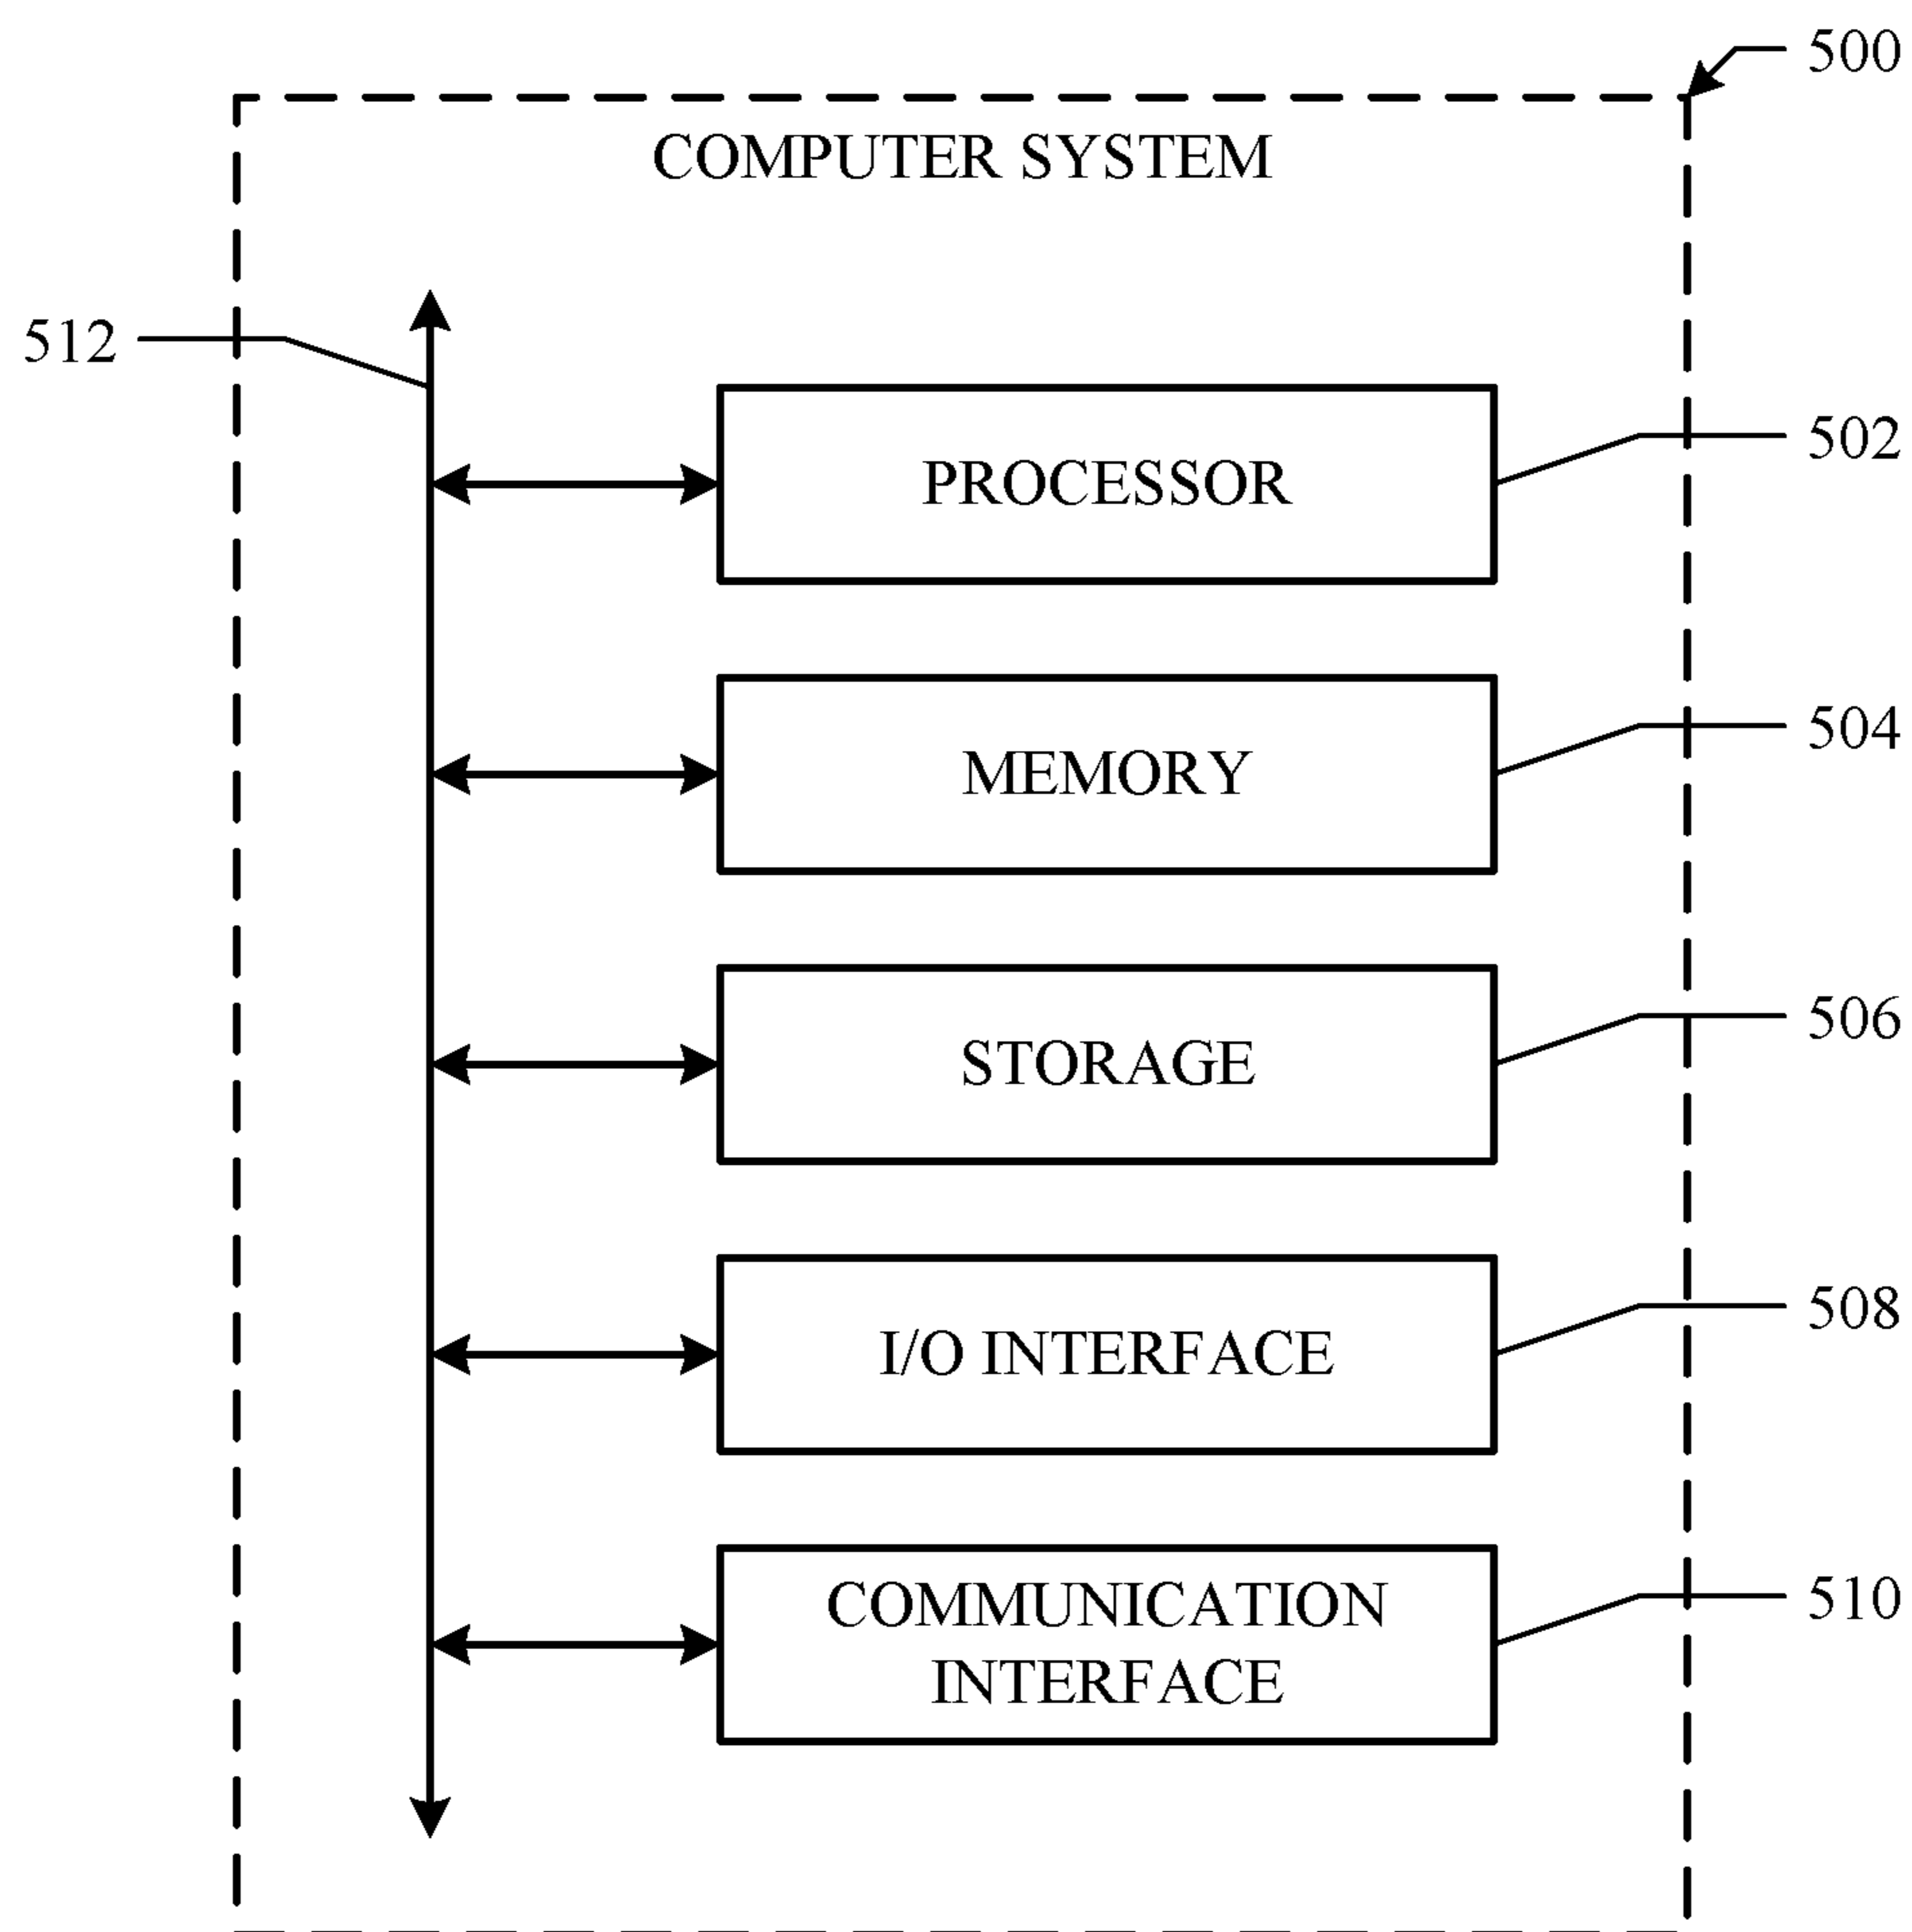 500
COMPUTER SYSTEM
512
PROCESSOR
502
MEMORY
504
STORAGE
506
I/O INTERFACE
508
COMMUNICATION
INTERFACE
510